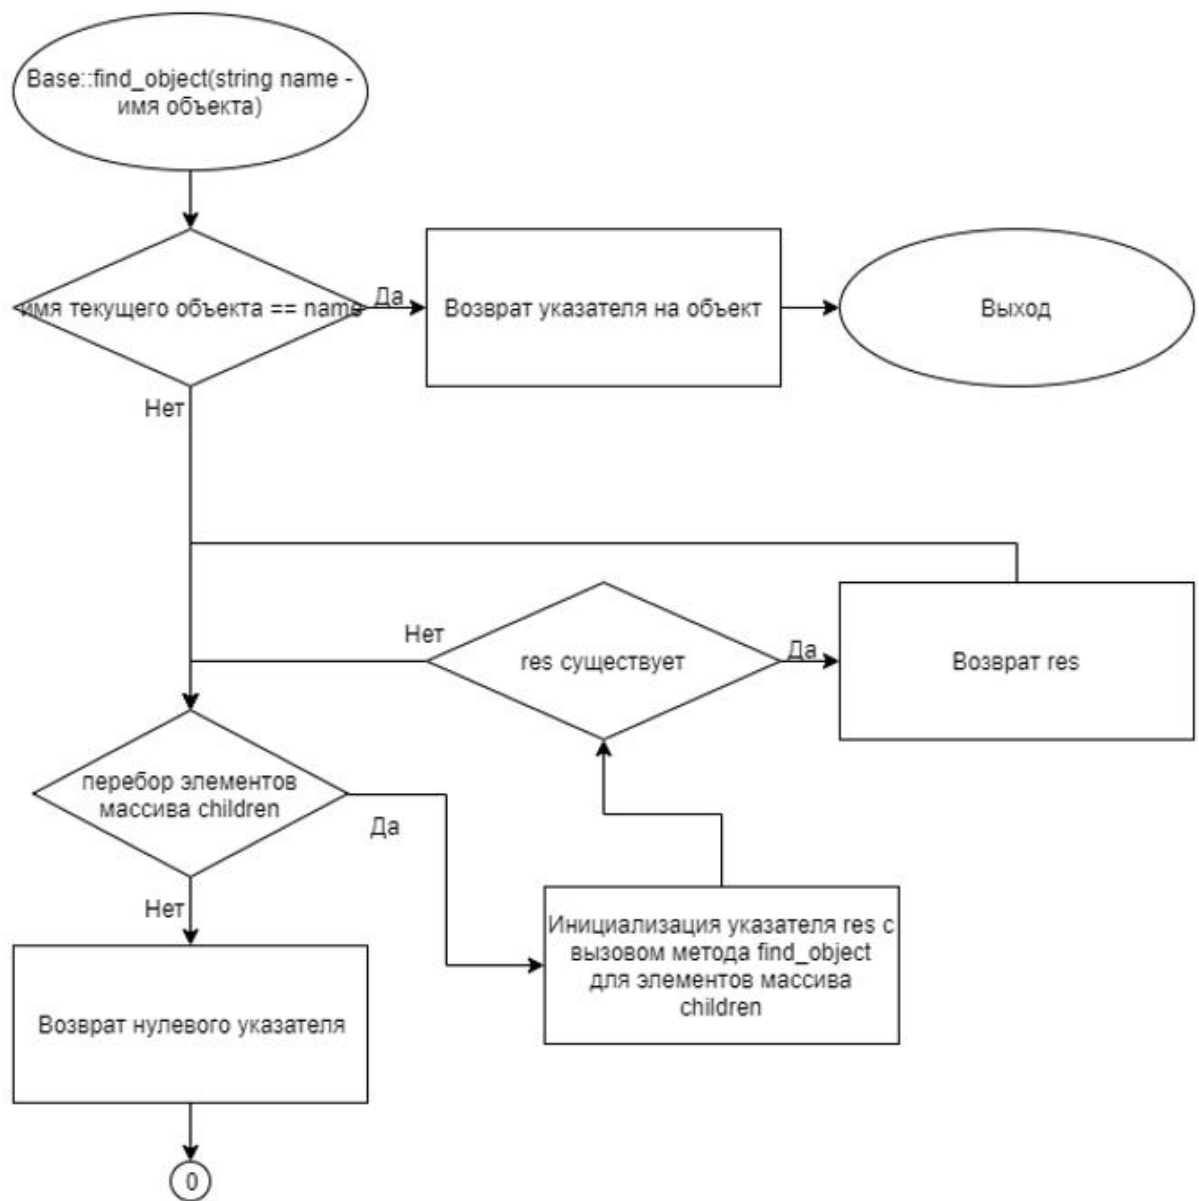 Base::find_object(string name -
имя объекта)
имя текущего объекта == name
Да
Возврат указателя на объект
Выход
Нет
Нет
res существует
Да
Возврат res
перебор элементов
массива children
Да
Нет
Инициализация указателя res с
вызовом метода find_object
для элементов массива
children
Возврат нулевого указателя
0